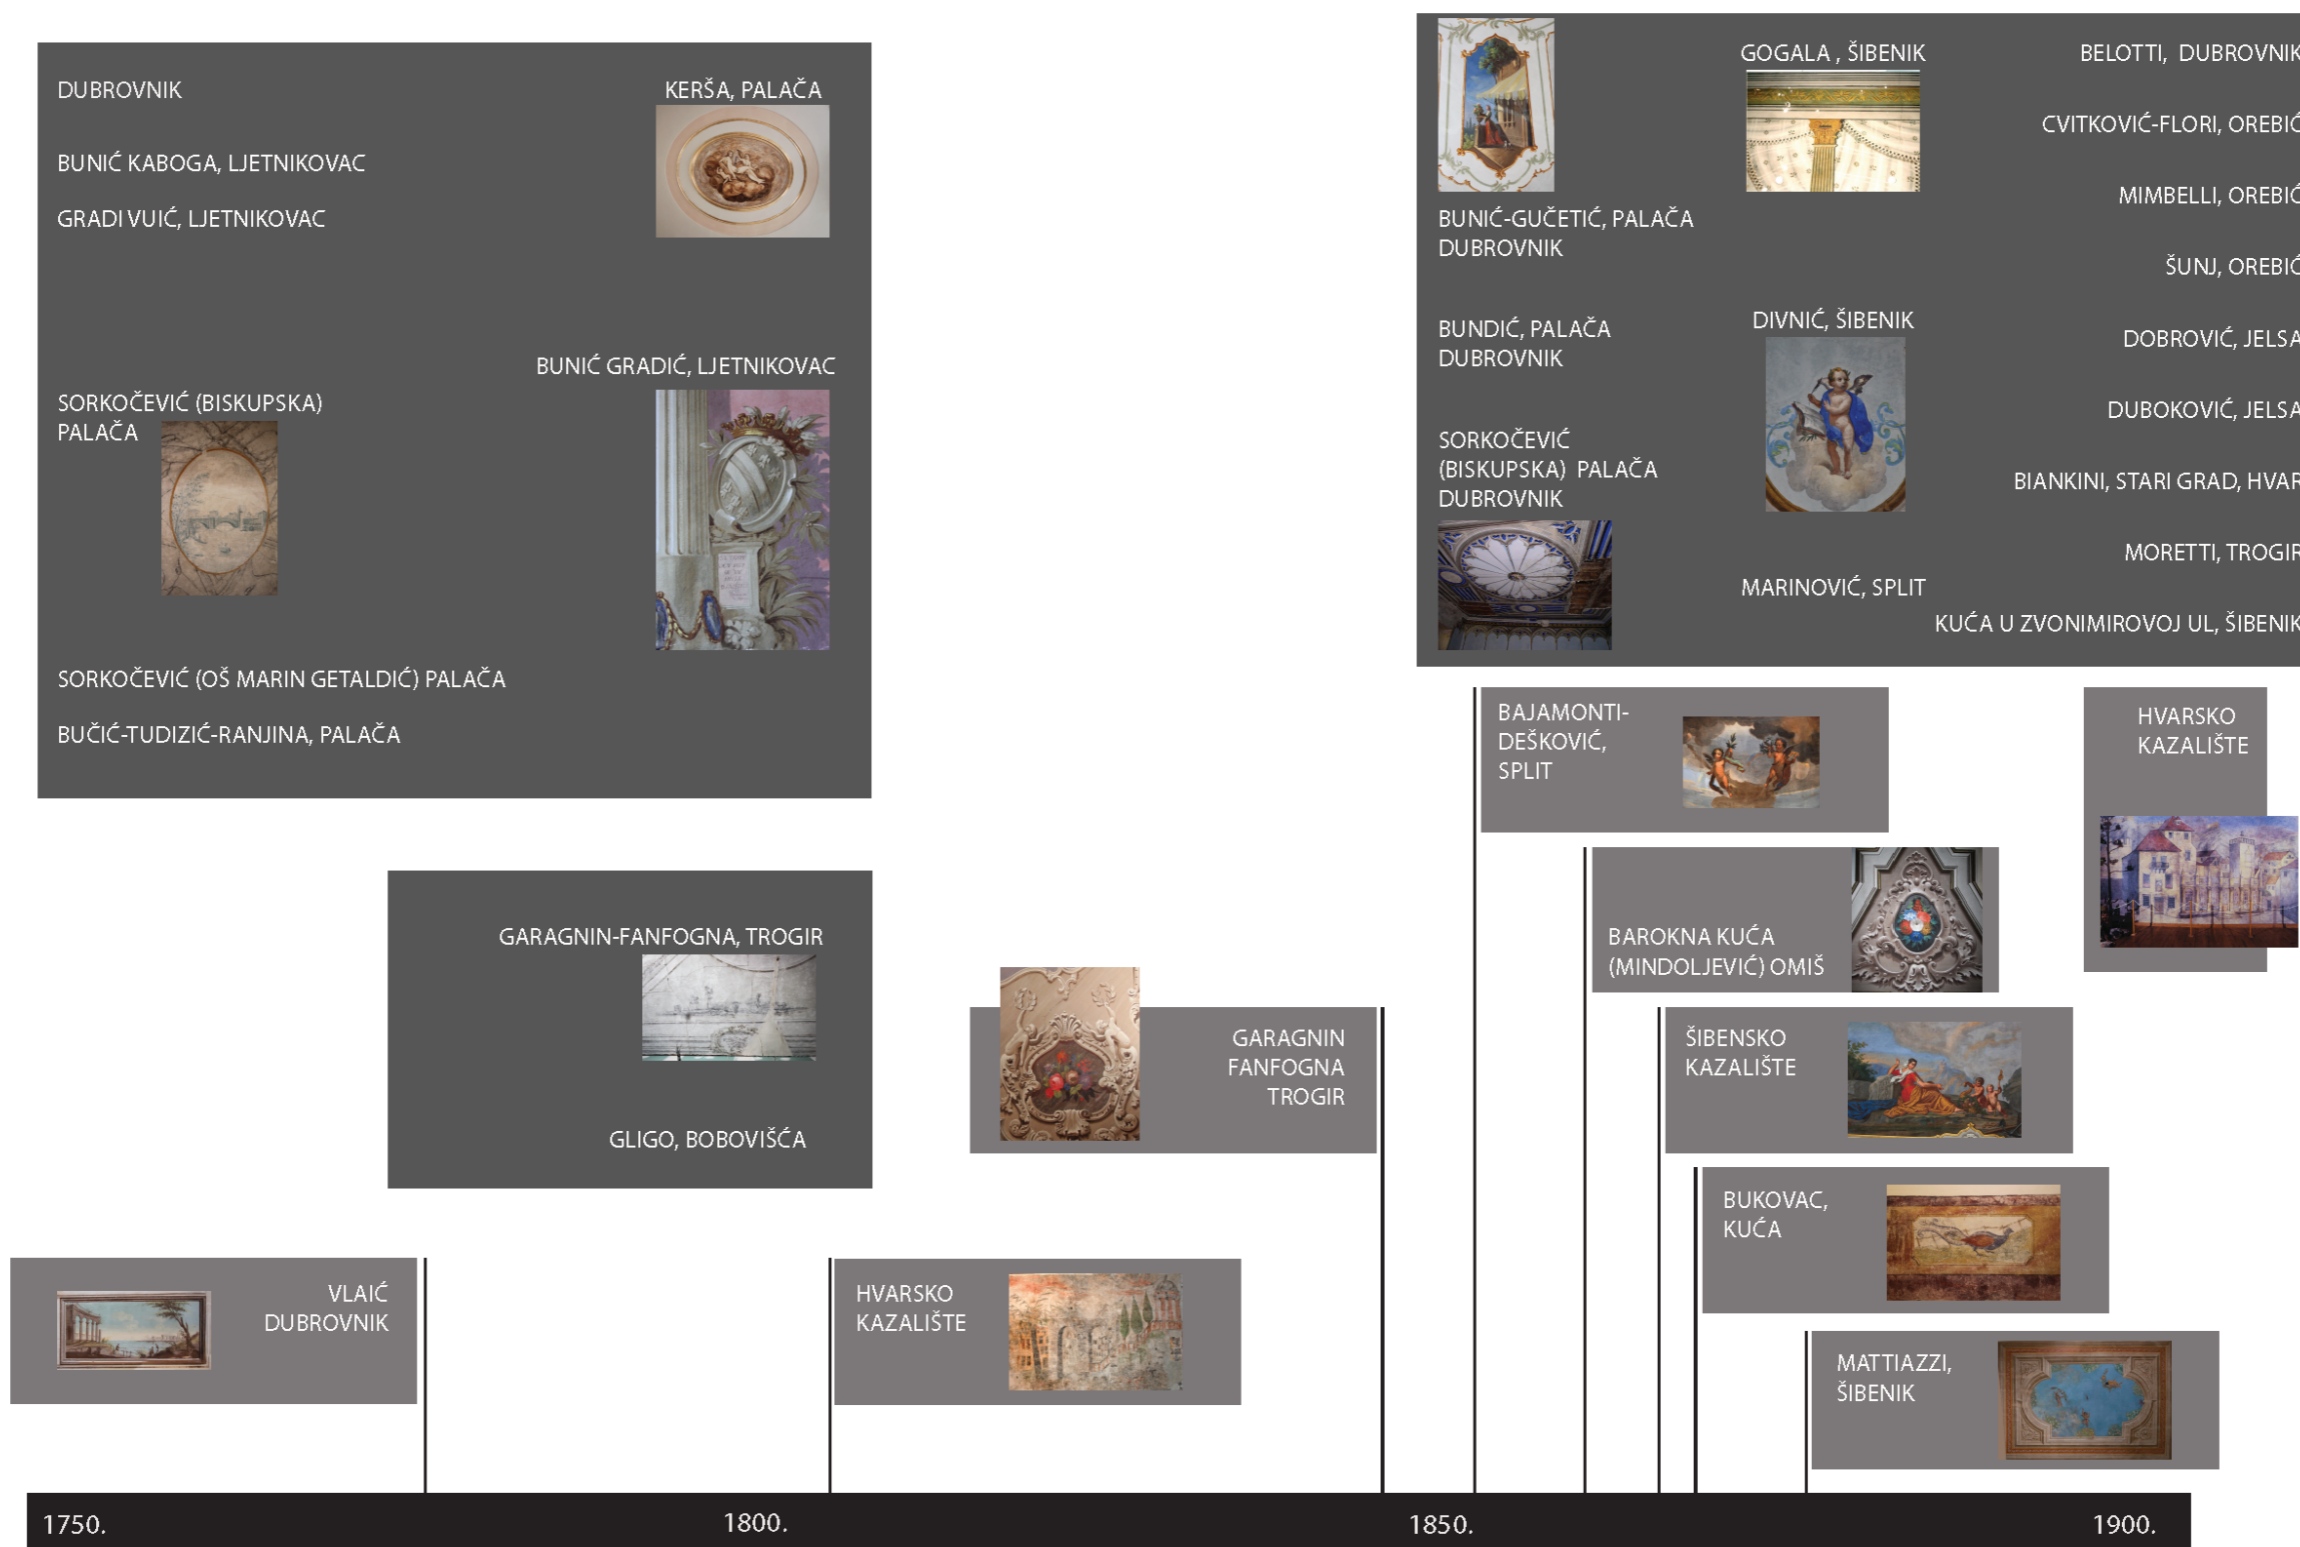 DUBROVNIK
KERŠA, PALAČA
BUNIĆ KABOGA, LJETNIKOVAC
GRADI VUIĆ, LJETNIKOVAC
BUNIĆ GRADIĆ, LJETNIKOVAC
SORKOČEVIĆ (BISKUPSKA)
PALAČA
SORKOČEVIĆ (OŠ MARIN GETALDIĆ) PALAČA
BUČIĆ-TUDIZIĆ-RANJINA, PALAČA
BUNIĆ-GUČETIĆ, PALAČA
DUBROVNIK
BUNDIĆ, PALAČA
DUBROVNIK
SORKOČEVIĆ
(BISKUPSKA) PALAČA
DUBROVNIK
GOGALA , ŠIBENIK
DIVNIĆ, ŠIBENIK
MARINOVIĆ, SPLIT
BELOTTI, DUBROVNIK
CVITKOVIĆ-FLORI, OREBIĆ
MIMBELLI, OREBIĆ
ŠUNJ, OREBIĆ
DOBROVIĆ, JELSA
DUBOKOVIĆ, JELSA
BIANKINI, STARI GRAD, HVAR
MORETTI, TROGIR
KUĆA U ZVONIMIROVOJ UL, ŠIBENIK
GARAGNIN-FANFOGNA, TROGIR
GLIGO, BOBOVIŠĆA
GARAGNIN
FANFOGNA
TROGIR
BAJAMONTI-
DEŠKOVIĆ,
SPLIT
HVARSKO
KAZALIŠTE
BAROKNA KUĆA
(MINDOLJEVIĆ) OMIŠ
ŠIBENSKO
KAZALIŠTE
BUKOVAC,
KUĆA
VLAIĆ
DUBROVNIK
HVARSKO
KAZALIŠTE
MATTIAZZI,
ŠIBENIK
1750.
1800.
1850.
1900.